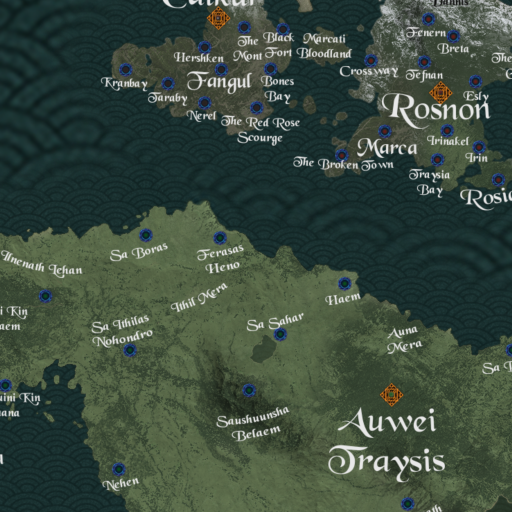 Fenern
Breta
The Black
Mont Fort
Marcati
Bloodland
Hershken
Crossway
Tefnan
The
Kranbay
Fangul
Bones
Bay
Taraby
Esly
Rosnon
Nerel
The Red Rose
Scourge
Irinakel
Marca
Irin
The Broken Town
Traysia
Bay
Sa Boras
Ferasas
Heno
Ithil Mera
Haem
Sa Ithilas
Nohondro
Sa Sahar
Auna
Mera
Saushuunsha
Belaem
Auwei
Traysis
Nehen